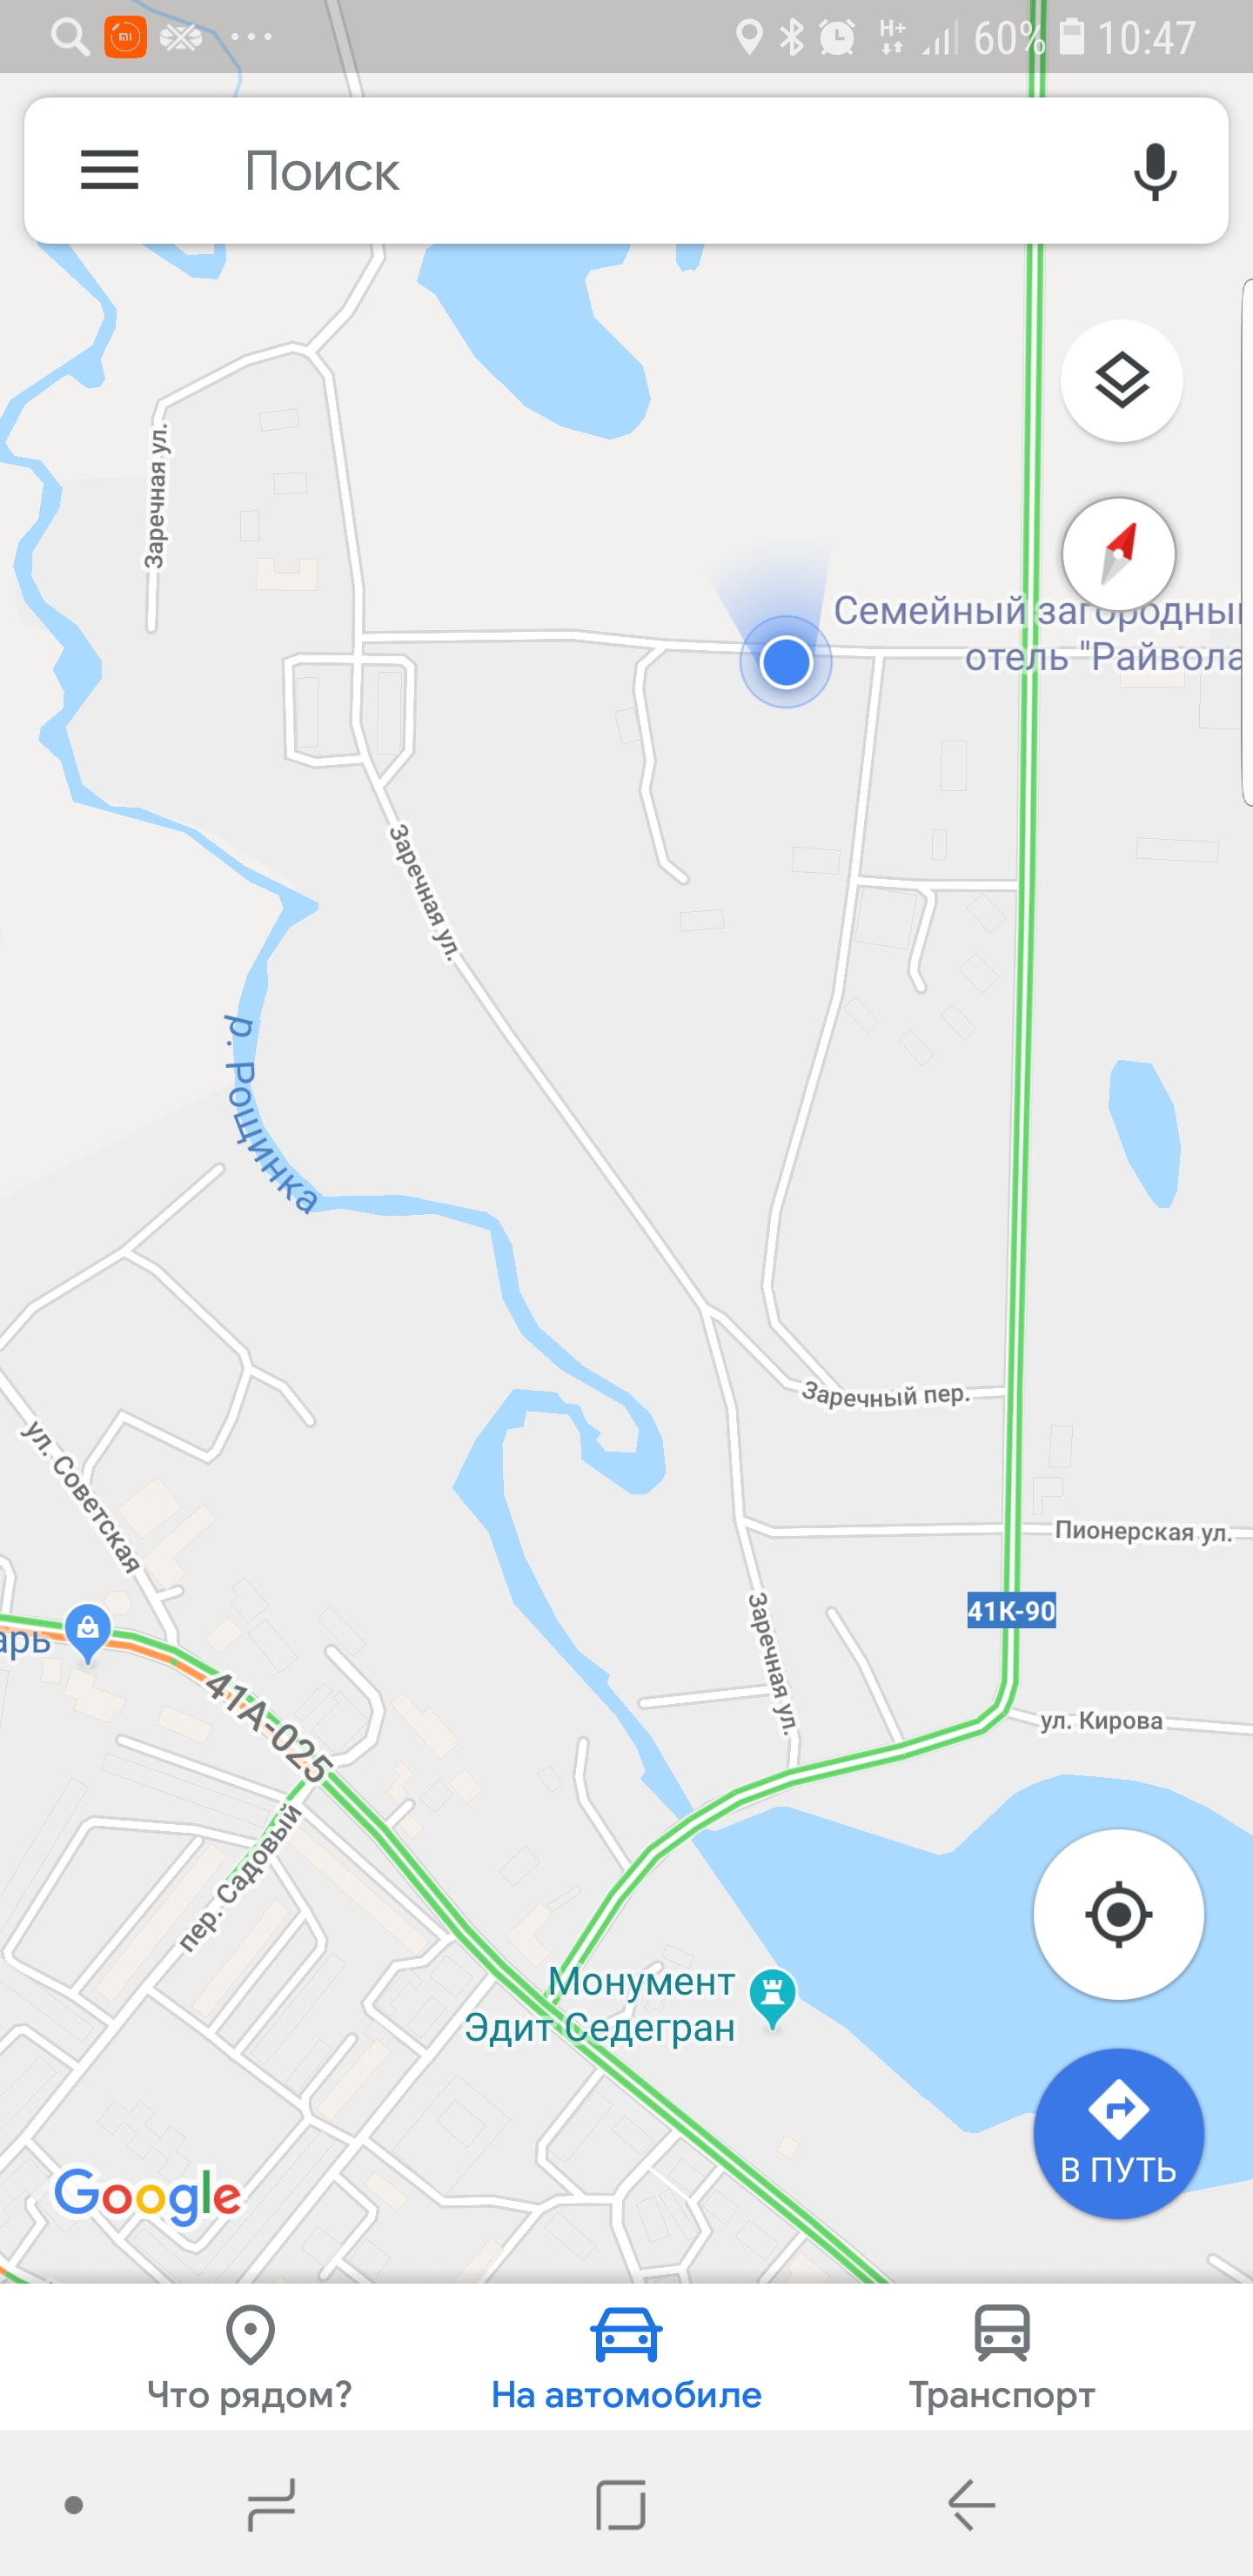 H+ 60% 10:47
Поиск
Заречная ул.
Семейный загородны
отель "Райвола
Заречная ул.
р. Рощинка
Заречный пер.
ул. Советская
Пионерская ул.
41К-90
Заречная ул.
арь
41А-025
ул. Кирова
пер. Садовый
Монумент
Эдит Седегран
В ПУТЬ
Google
Что рядом?
На автомобиле
Транспорт